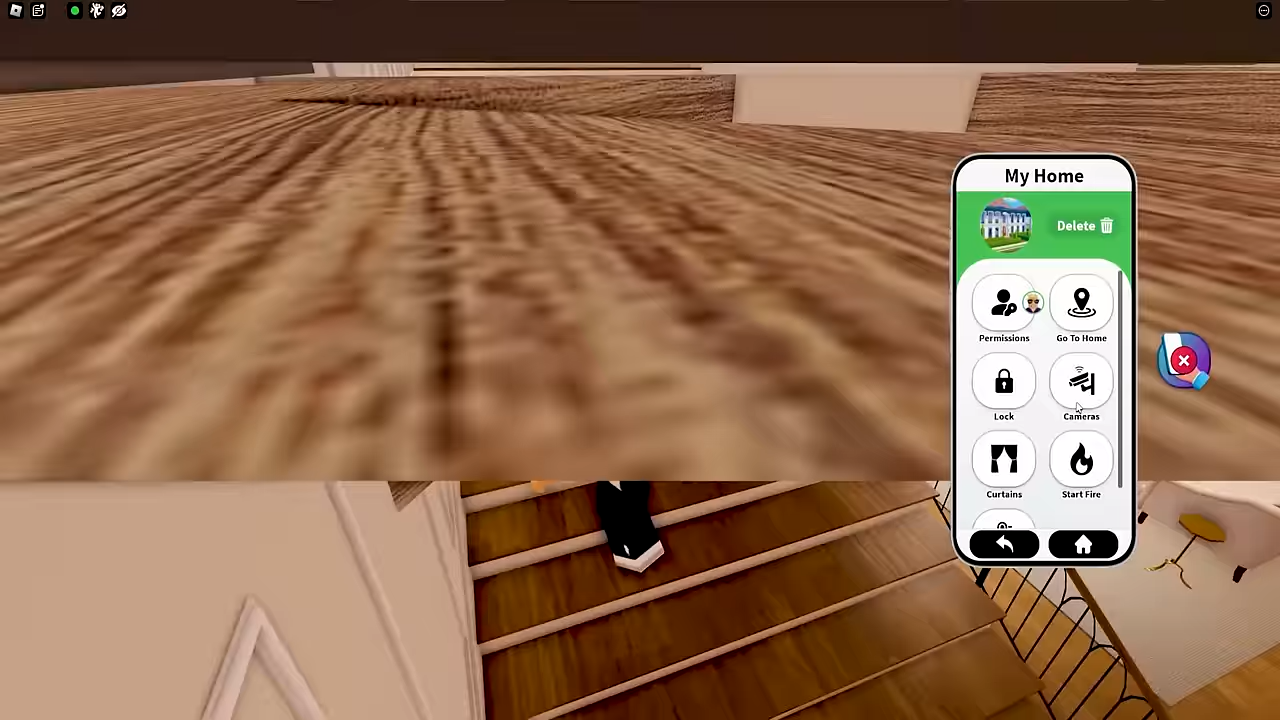 My Home
Delete
Permissions
Go To Home
Lock
Cameras
Curtains
Start Fire